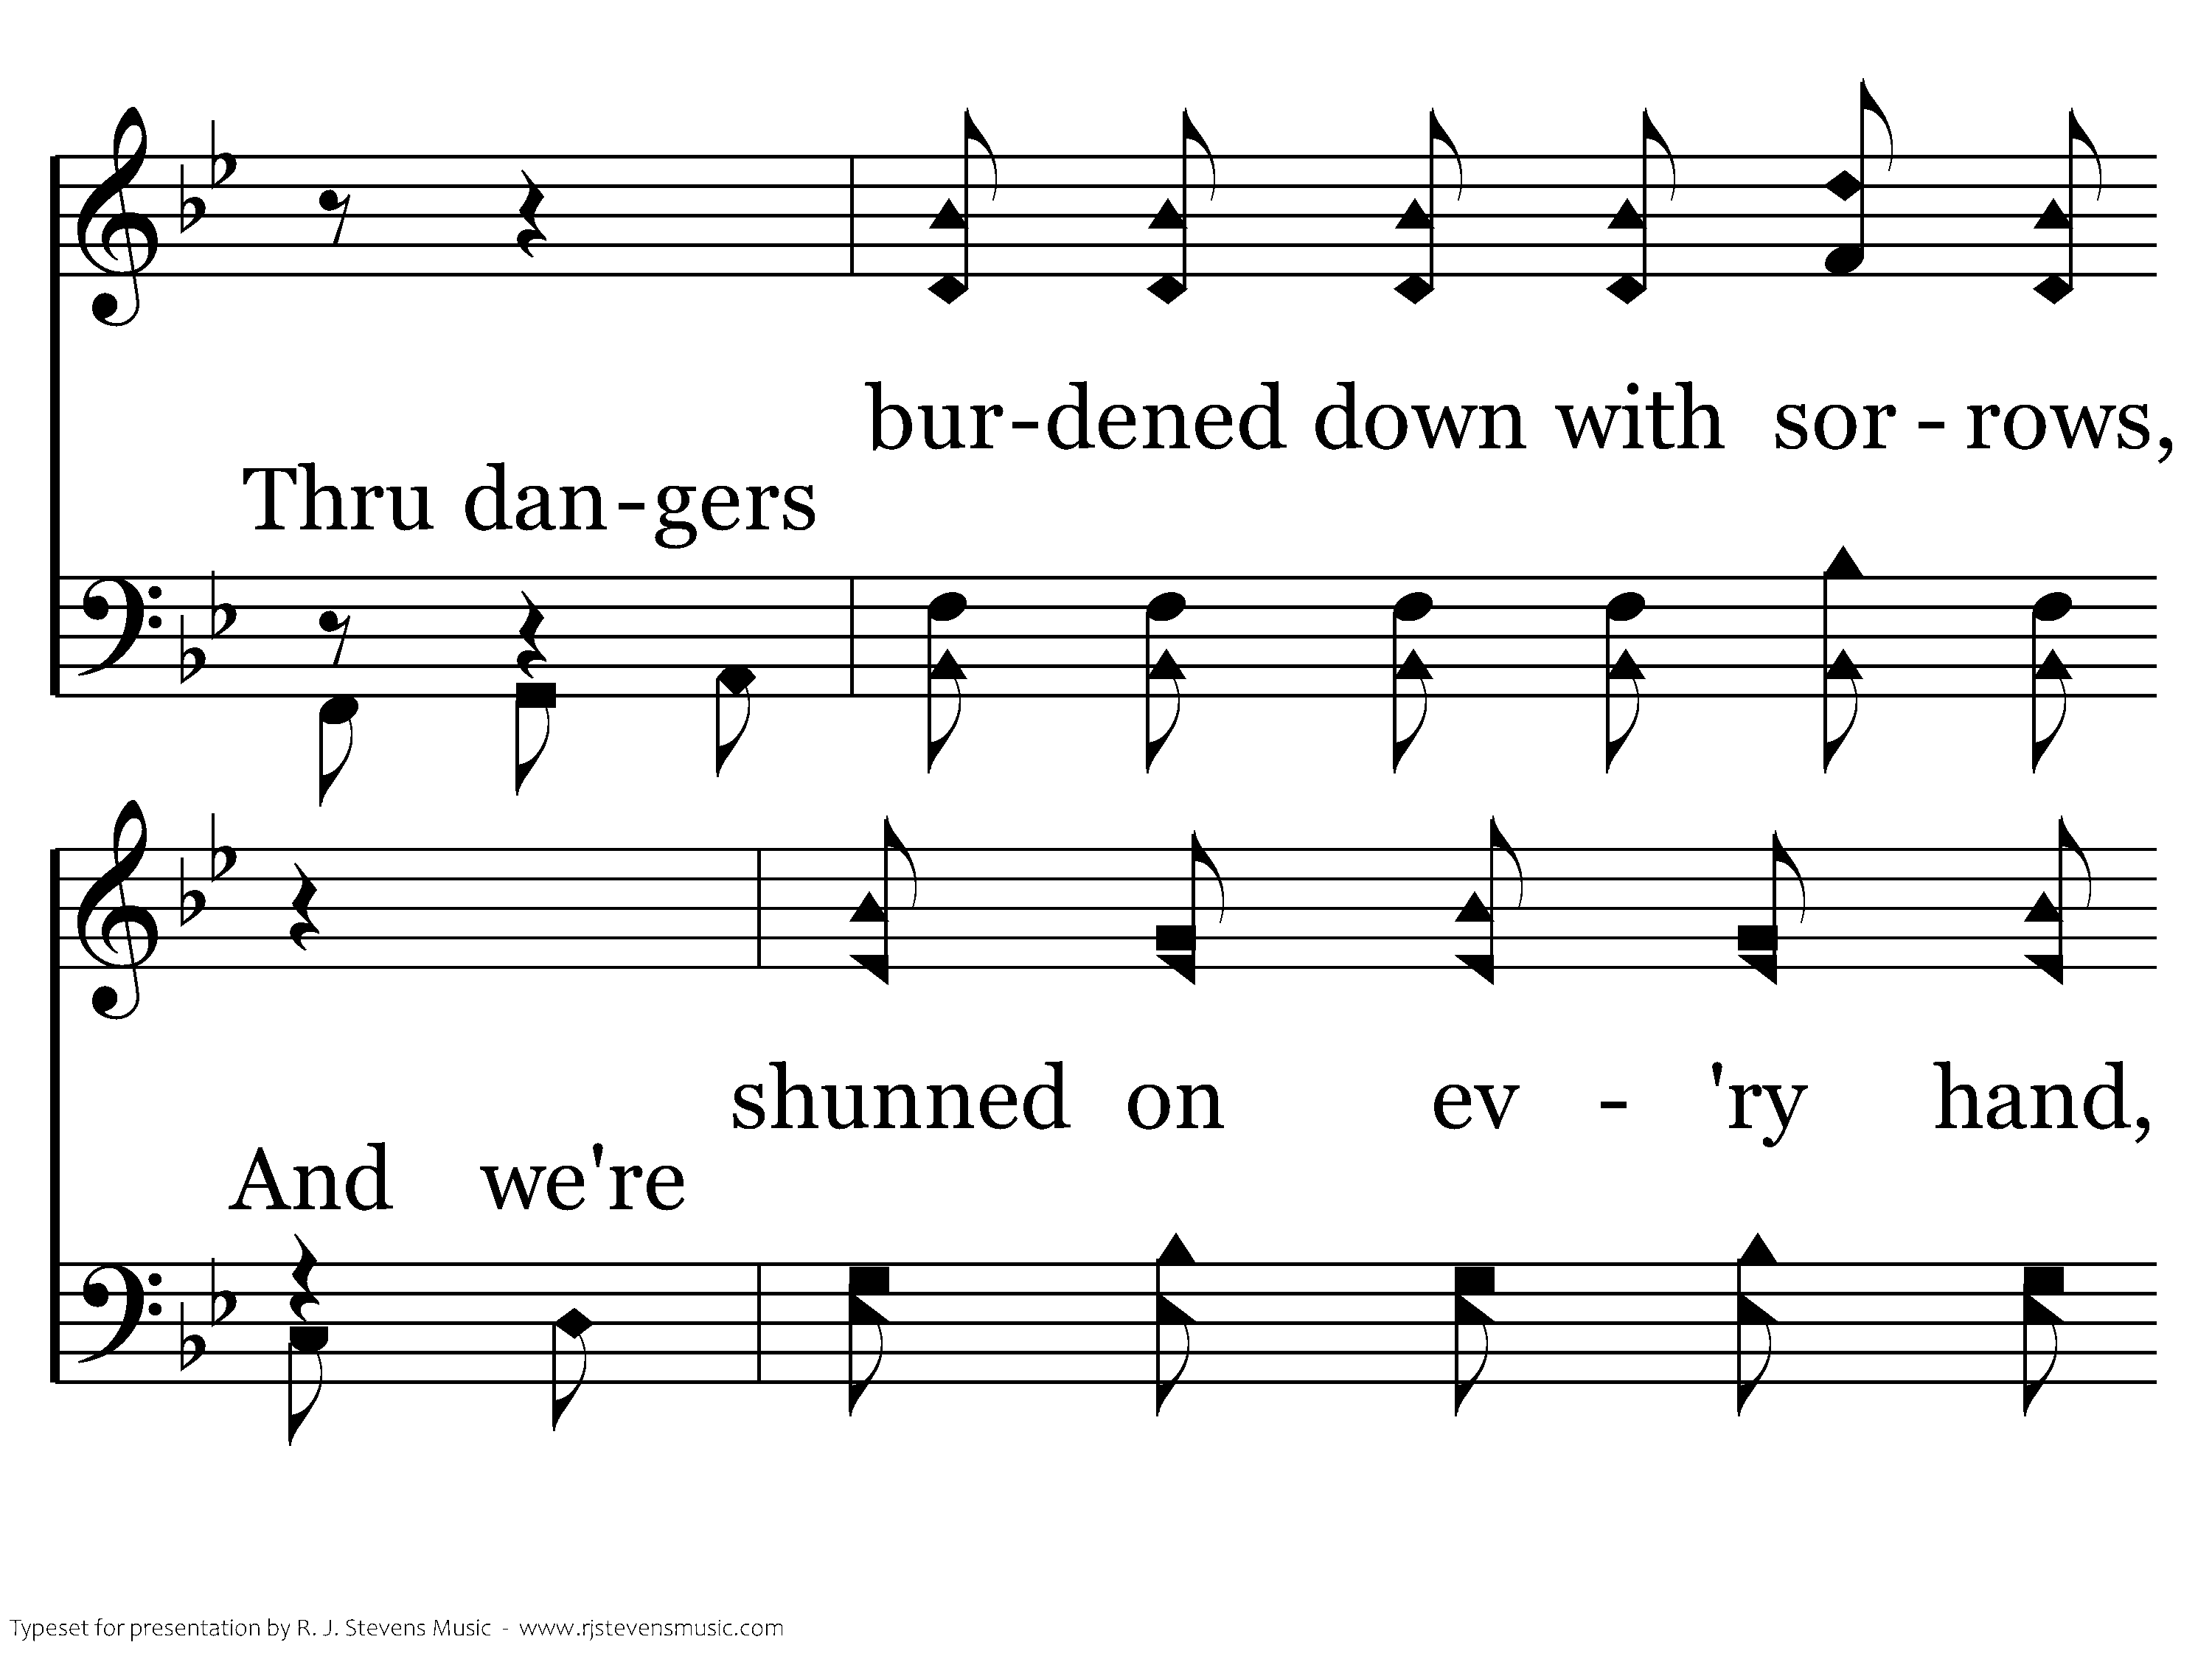 bur-dened down with sor-rows,
Thru dan-gers
shunned on ev - 'ry hand,
And we're
Typeset for presentation by R. J. Stevens Music - www.rjstevensmusic.com